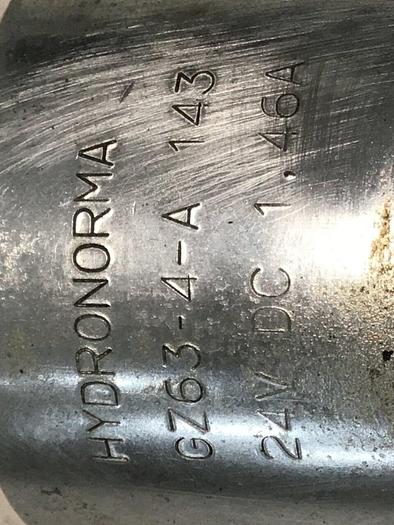 HYDRONORMA
GZ63-4-A 143
24V DC 1,46A